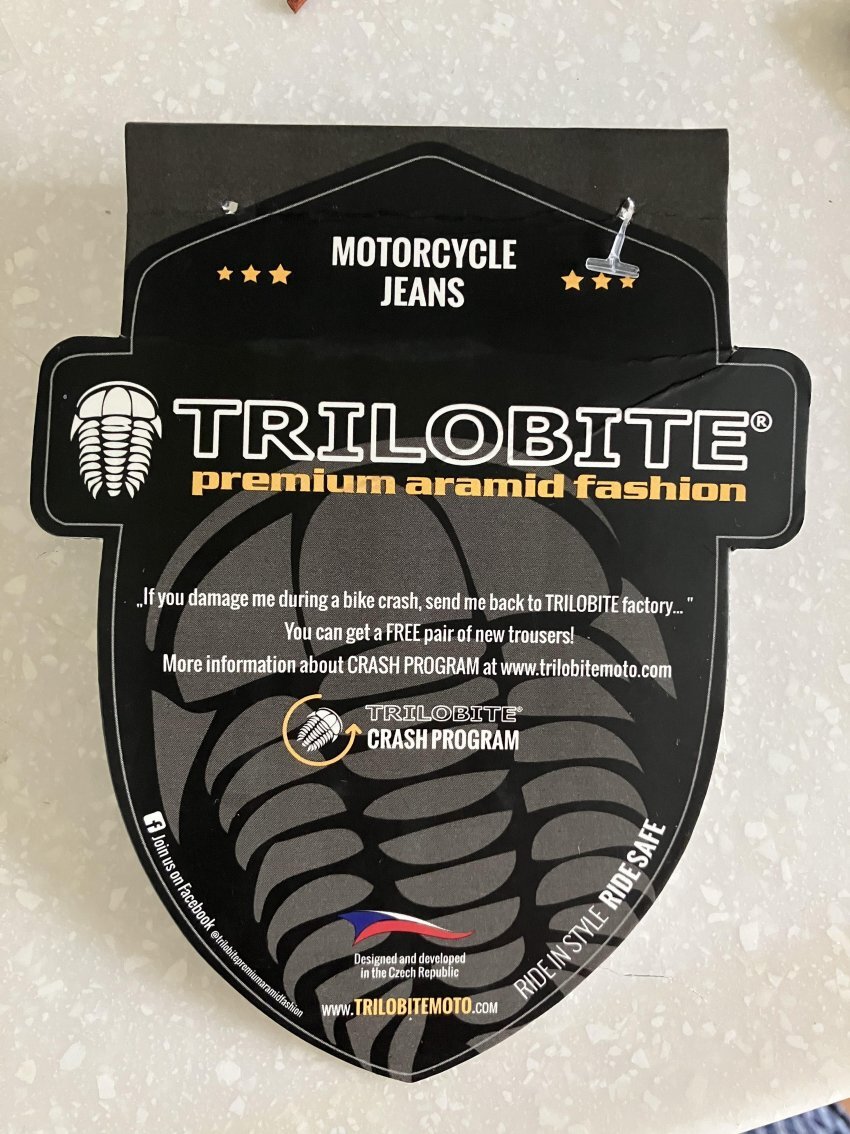 MOTORCYCLE
JEANS
TRILOBITE®
premium aramid fashion
„If you damage me during a bike crash, send me back to TRILOBITE factory... "
You can get a FREE pair of new trousers!
More information about CRASH PROGRAM at www.trilobitemoto.com
TRILOBITE®
CRASH PROGRAM
Join us on Facebook @trilobitepremiumaramidfashion
RIDE IN STYLE RIDE SAFE
Designed and developed
in the Czech Republic
WWW.TRILOBITEMOTO.COM